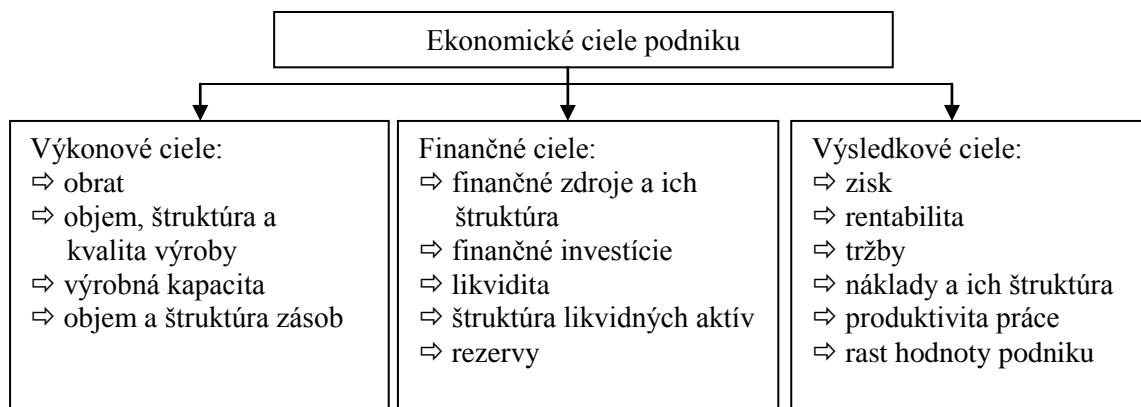 Ekonomické ciele podniku
Výkonové ciele:
⇨ obrat
⇨ objem, štruktúra a
kvalita výroby
⇨ výrobná kapacita
⇨ objem a štruktúra zásob
Finančné ciele:
⇨ finančné zdroje a ich
štruktúra
⇨ finančné investície
⇨ likvidita
⇨ štruktúra likvidných aktív
⇨ rezervy
Výsledkové ciele:
⇨ zisk
⇨ rentabilita
⇨ tržby
⇨ náklady a ich štruktúra
⇨ produktivita práce
⇨ rast hodnoty podniku